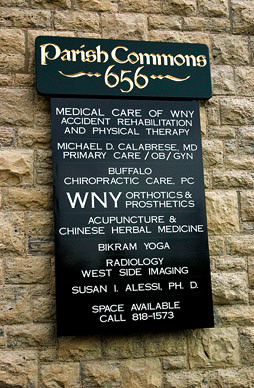 Parish Commons
656
MEDICAL CARE OF WNY
ACCIDENT REHABILITATION
AND PHYSICAL THERAPY
MICHAEL D. CALABRESE, MD
PRIMARY CARE / OB / GYN
BUFFALO
CHIROPRACTIC CARE, PC
WNY ORTHOTICS &
PROSTHETICS
ACUPUNCTURE &
CHINESE HERBAL MEDICINE
BIKRAM YOGA
RADIOLOGY
WEST SIDE IMAGING
SUSAN I. ALESSI, PH. D.
SPACE AVAILABLE
CALL 818-1573